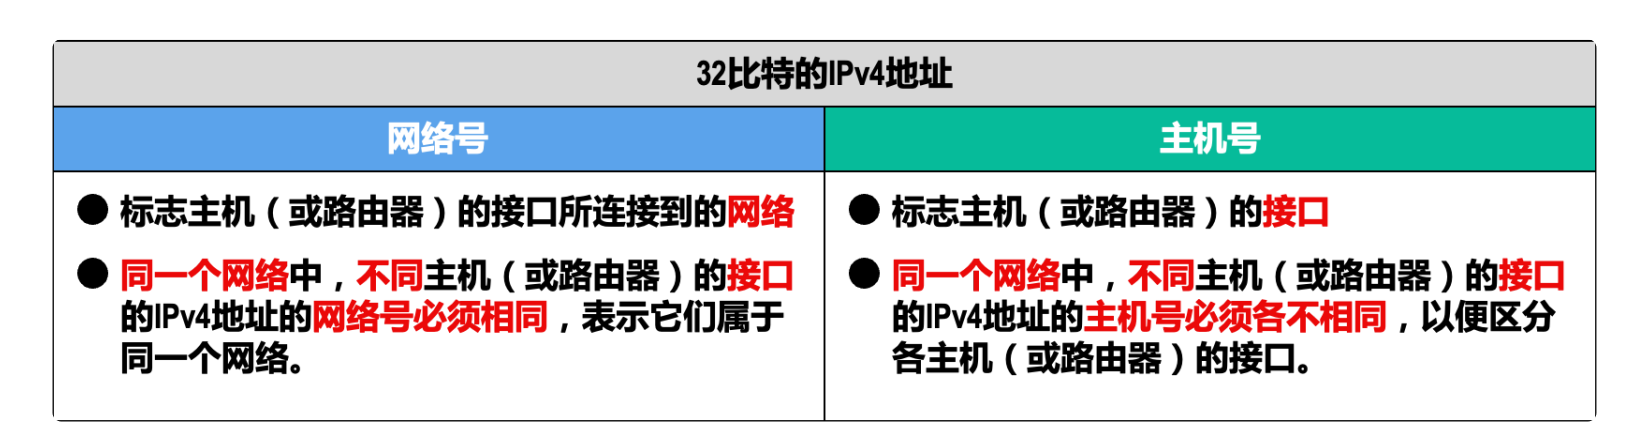 32比特的IPv4地址
网络号
主机号
● 标志主机（或路由器）的接口所连接到的网络
● 同一个网络中，不同主机（或路由器）的接口
的IPv4地址的网络号必须相同，表示它们属于
同一个网络。
● 标志主机（或路由器）的接口
● 同一个网络中，不同主机（或路由器）的接口
的IPv4地址的主机号必须各不相同，以便区分
各主机（或路由器）的接口。